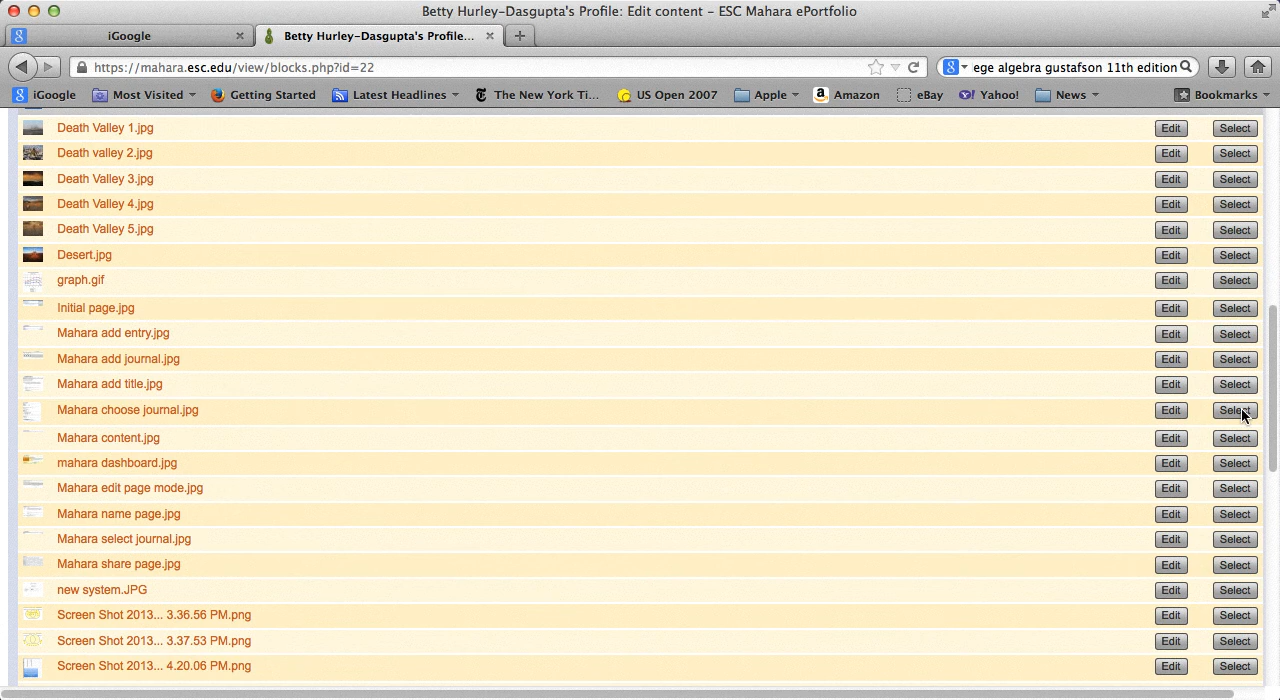 Betty Hurley-Dasgupta's Profile: Edit content – ESC Mahara ePortfolio
iGoogle
Betty Hurley-Dasgupta's Profile...
https://mahara.esc.edu/view/blocks.php?id=22
ege algebra gustafson 11th edition
iGoogle Most Visited Getting Started Latest Headlines The New York Ti... US Open 2007 Apple Amazon eBay Yahoo! News Bookmarks
Death Valley 1.jpg Edit Select
Death valley 2.jpg Edit Select
Death Valley 3.jpg Edit Select
Death Valley 4.jpg Edit Select
Death Valley 5.jpg Edit Select
Desert.jpg Edit Select
graph.gif Edit Select
Initial page.jpg Edit Select
Mahara add entry.jpg Edit Select
Mahara add journal.jpg Edit Select
Mahara add title.jpg Edit Select
Mahara choose journal.jpg Edit Select
Mahara content.jpg Edit Select
mahara dashboard.jpg Edit Select
Mahara edit page mode.jpg Edit Select
Mahara name page.jpg Edit Select
Mahara select journal.jpg Edit Select
Mahara share page.jpg Edit Select
new system.JPG Edit Select
Screen Shot 2013... 3.36.56 PM.png Edit Select
Screen Shot 2013... 3.37.53 PM.png Edit Select
Screen Shot 2013... 4.20.06 PM.png Edit Select